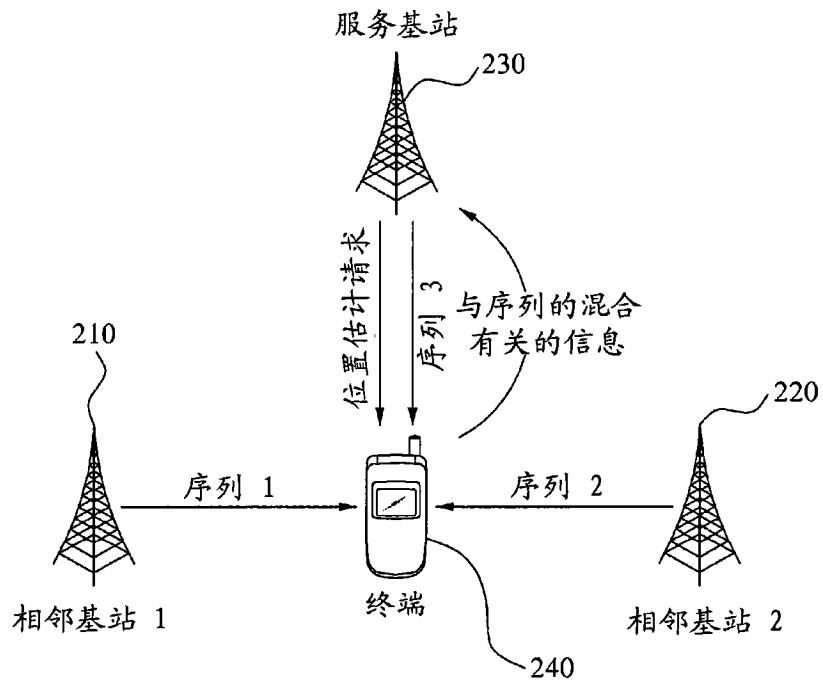 服务基站
230
位置估计请求
序列 3
与序列的混合
有关的信息
210
220
序列 1
序列 2
相邻基站 1
终端
相邻基站 2
240